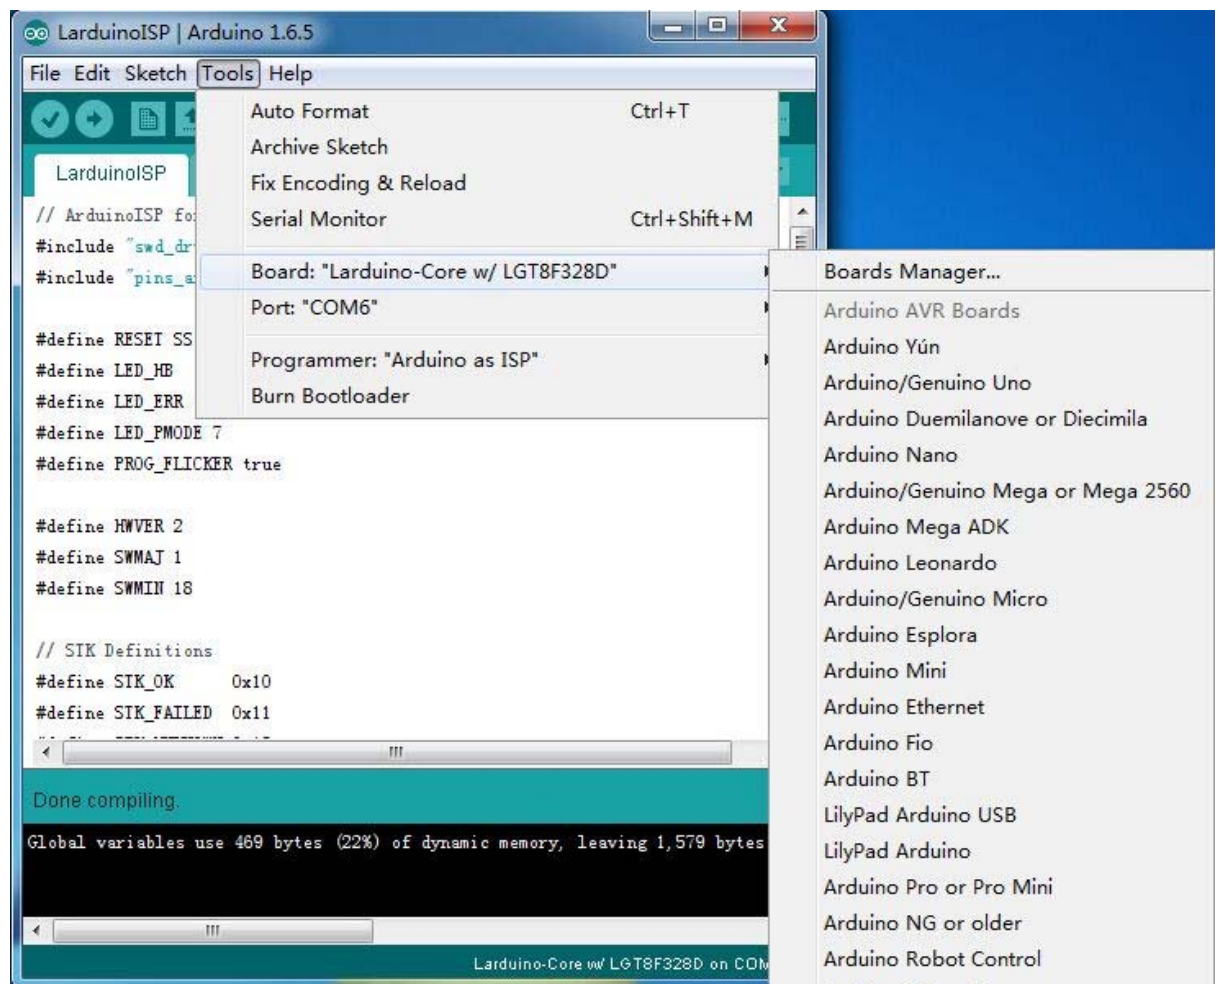 LarduinoISP | Arduino 1.6.5
File Edit Sketch Tools Help
Auto Format Ctrl+T
Archive Sketch
Fix Encoding & Reload
Serial Monitor Ctrl+Shift+M
Board: "Larduino-Core w/ LGT8F328D"
Port: "COM6"
Programmer: "Arduino as ISP"
Burn Bootloader
Boards Manager...
Arduino AVR Boards
Arduino Yún
Arduino/Genuino Uno
Arduino Duemilanove or Diecimila
Arduino Nano
Arduino/Genuino Mega or Mega 2560
Arduino Mega ADK
Arduino Leonardo
Arduino/Genuino Micro
Arduino Esplora
Arduino Mini
Arduino Ethernet
Arduino Fio
Arduino BT
LilyPad Arduino USB
LilyPad Arduino
Arduino Pro or Pro Mini
Arduino NG or older
Arduino Robot Control
LarduinoISP
// ArduinoISP fo
#include "swd_dr
#include "pins_a
#define RESET SS
#define LED_HB
#define LED_ERR
#define LED_PMODE 7
#define PROG_FLICKER true
#define HWVER 2
#define SWMAJ 1
#define SWMIN 18
// STK Definitions
#define STK_OK 0x10
#define STK_FAILED 0x11
Done compiling.
Global variables use 469 bytes (22%) of dynamic memory, leaving 1,579 bytes
Larduino-Core w/ LGT8F328D on COM